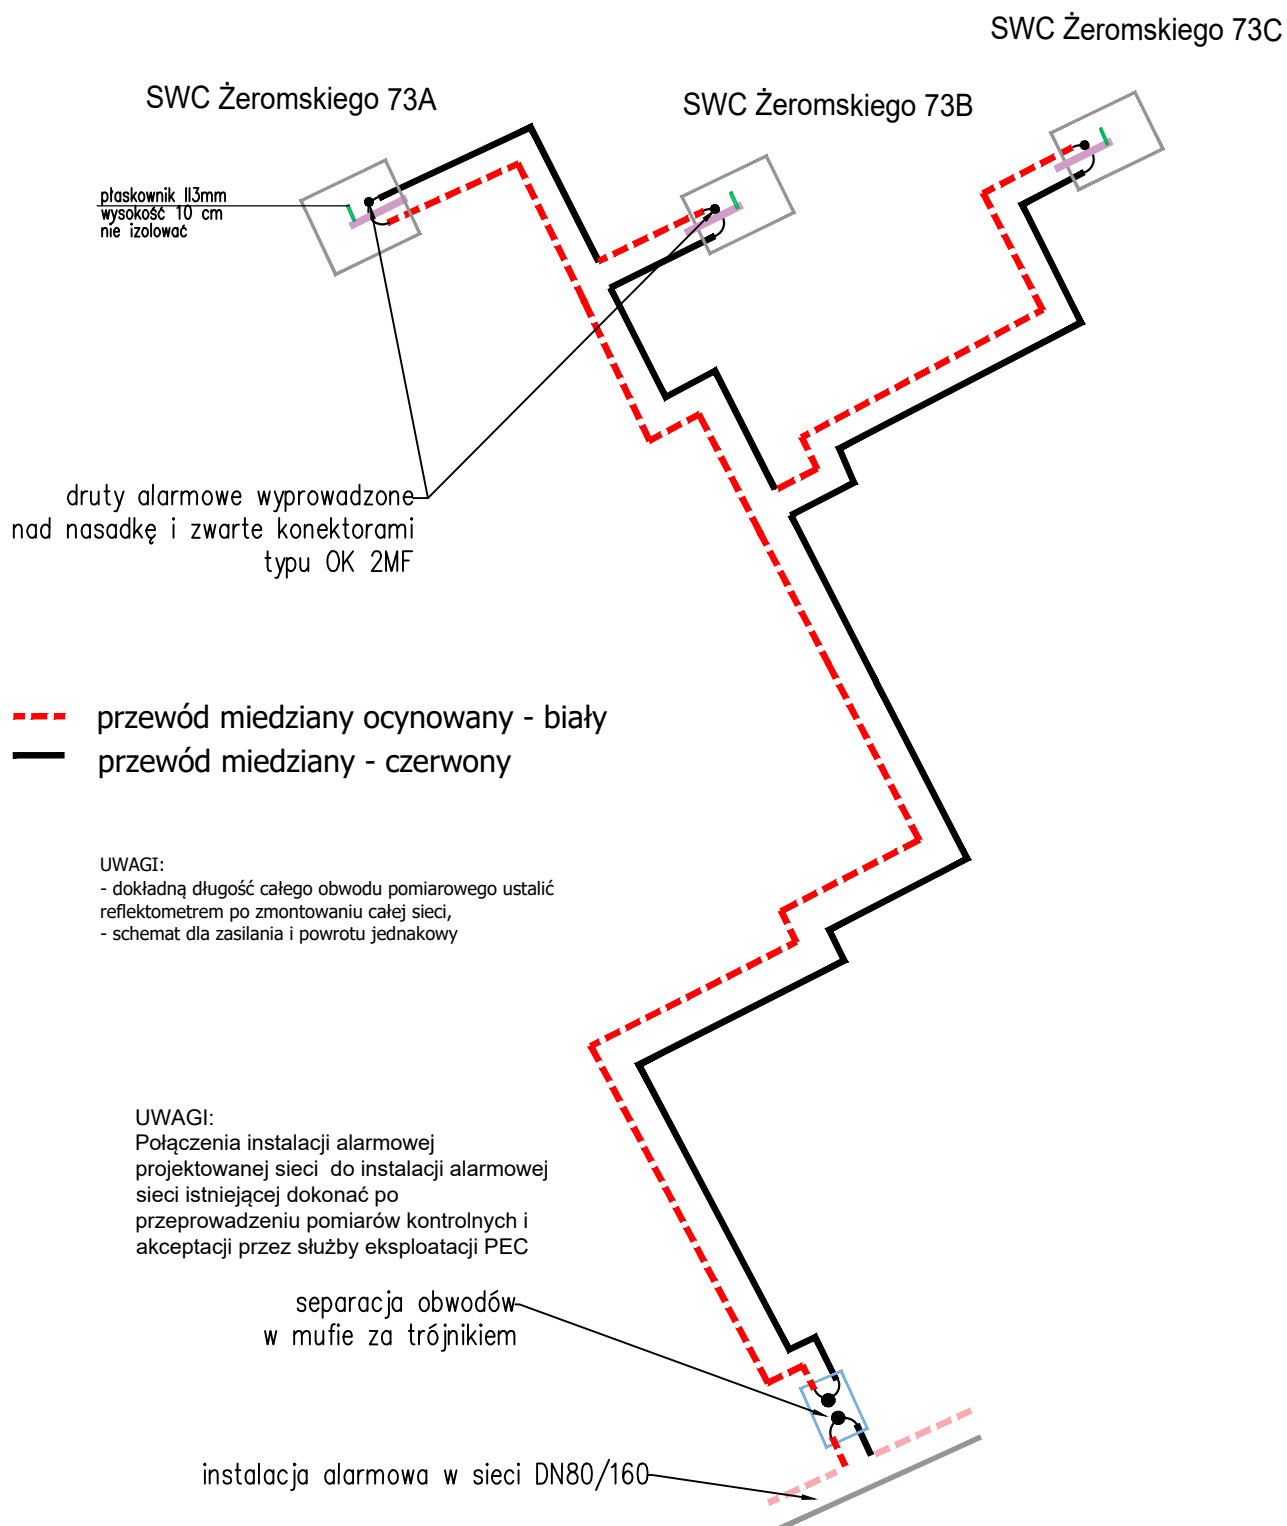 SWC Żeromskiego 73C
SWC Żeromskiego 73A
SWC Żeromskiego 73B
płaskownik II3mm
wysokość 10 cm
nie izolować
druty alarmowe wyprowadzone
nad nasadkę i zwarte konektorami
typu OK 2MF
przewód miedziany ocynowany - biały
przewód miedziany - czerwony
UWAGI:
- dokładną długość całego obwodu pomiarowego ustalić
reflektometrem po zmontowaniu całej sieci,
- schemat dla zasilania i powrotu jednakowy
UWAGI:
Połączenia instalacji alarmowej
projektowanej sieci do instalacji alarmowej
sieci istniejącej dokonać po
przeprowadzeniu pomiarów kontrolnych i
akceptacji przez służby eksploatacji PEC
separacja obwodów
w mufie za trójnikiem
instalacja alarmowa w sieci DN80/160